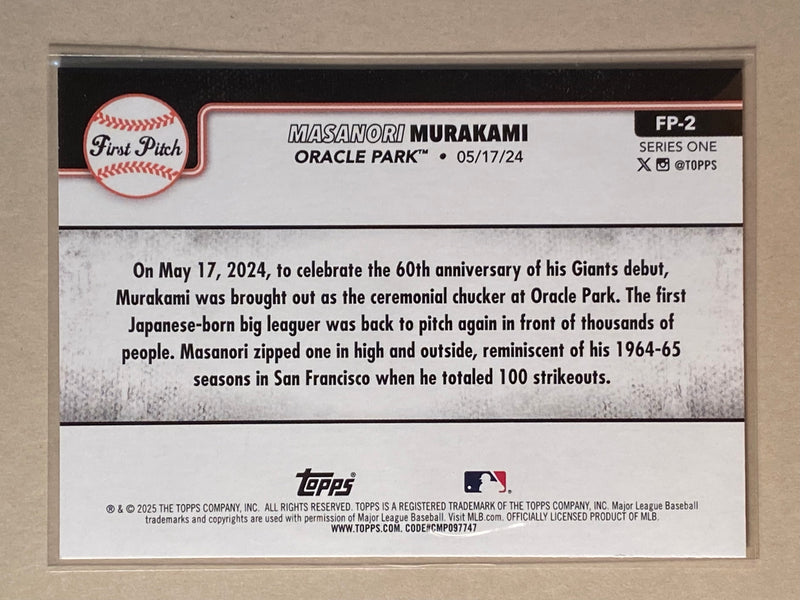 First Pitch
MASANORI MURAKAMI
ORACLE PARK™ • 05/17/24
FP-2
SERIES ONE
@TOPPS
On May 17, 2024, to celebrate the 60th anniversary of his Giants debut,
Murakami was brought out as the ceremonial chucker at Oracle Park. The first
Japanese-born big leaguer was back to pitch again in front of thousands of
people. Masanori zipped one in high and outside, reminiscent of his 1964-65
seasons in San Francisco when he totaled 100 strikeouts.
Topps
® & © 2025 THE TOPPS COMPANY, INC. ALL RIGHTS RESERVED. TOPPS IS A REGISTERED TRADEMARK OF THE TOPPS COMPANY, INC. Major League Baseball
trademarks and copyrights are used with permission of Major League Baseball. Visit MLB.com. OFFICIALLY LICENSED PRODUCT OF MLB.
WWW.TOPPS.COM. CODE#CMP097747